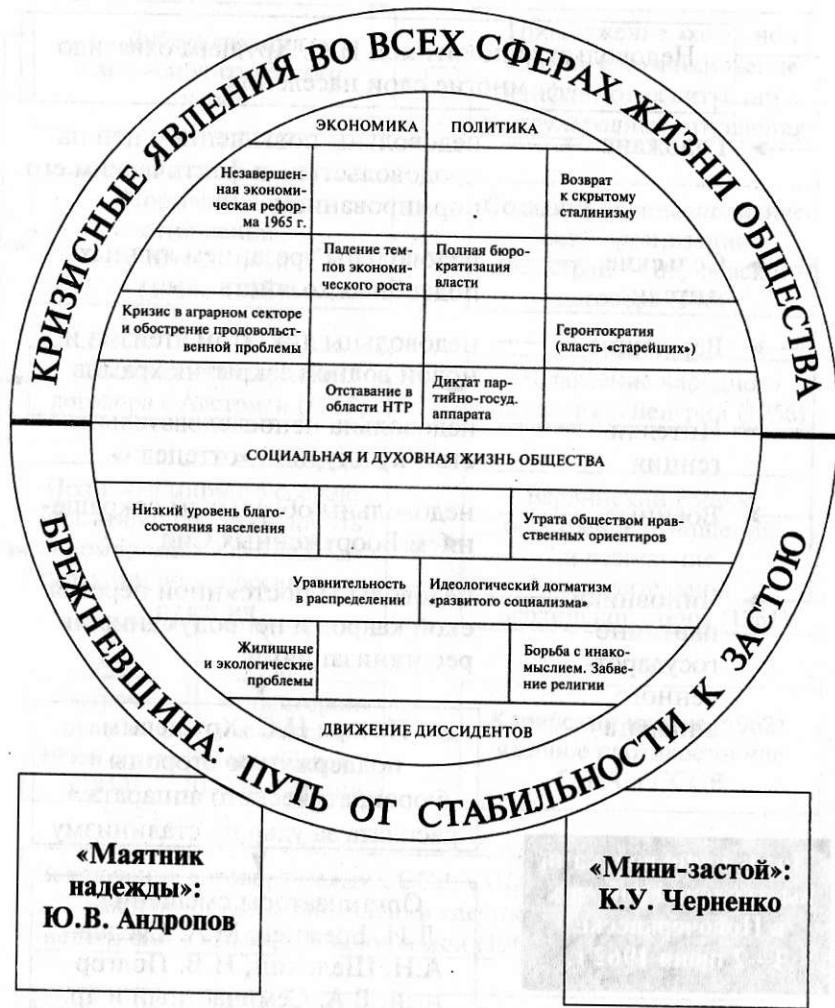 КРИЗИСНЫЕ ЯВЛЕНИЯ ВО ВСЕХ СФЕРАХ ЖИЗНИ ОБЩЕСТВА
ЭКОНОМИКА
ПОЛИТИКА
Незавершен-
ная экономи-
ческая рефор-
ма 1965 г.
Возврат
к скрытому
сталинизму
Падение тем-
пов экономи-
ческого роста
Полная бюро-
кратизация
власти
Кризис в аграрном секторе
и обострение продовольст-
венной проблемы
Геронтократия
(власть «старейших»)
Отставание в
области НТР
Диктат пар-
тийно-госуд.
аппарата
СОЦИАЛЬНАЯ И ДУХОВНАЯ ЖИЗНЬ ОБЩЕСТВА
Низкий уровень благо-
состояния населения
Утрата обществом нрав-
ственных ориентиров
Уравнительность
в распределении
Идеологический догматизм
«развитого социализма»
Жилищные
и экологические
проблемы
Борьба с инако-
мыслием. Забве-
ние религии
ДВИЖЕНИЕ ДИССИДЕНТОВ
БРЕЖНЕВЩИНА: ПУТЬ ОТ СТАБИЛЬНОСТИ К ЗАСТОЮ
«Маятник
надежды»:
Ю.В. Андропов
«Мини-застой»:
К.У. Черненко